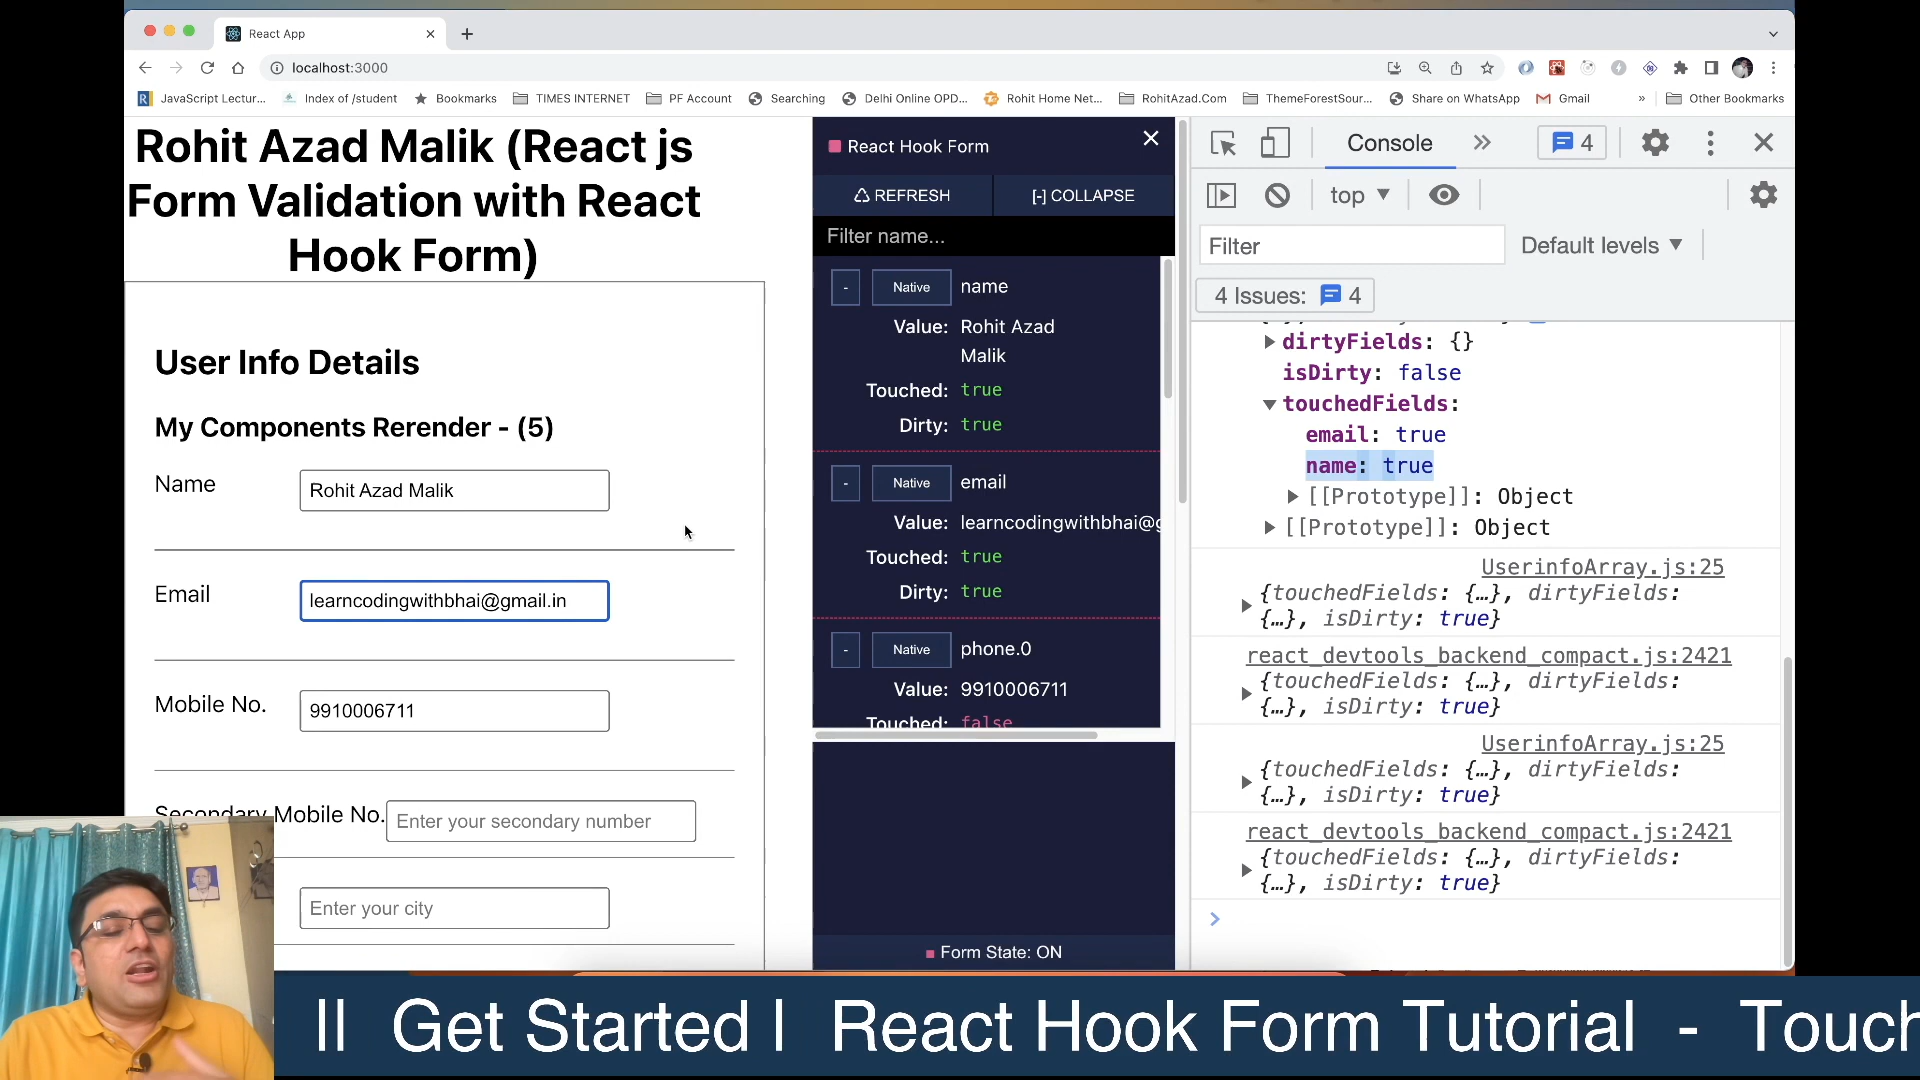 React App
localhost:3000
JavaScript Lectur...
Index of /student
Bookmarks
TIMES INTERNET
PF Account
Searching
Delhi Online OPD...
Rohit Home Net...
RohitAzad.Com
ThemeForestSour...
Share on WhatsApp
Gmail
»
Other Bookmarks
Rohit Azad Malik (React js
Form Validation with React
Hook Form)
User Info Details
My Components Rerender - (5)
Name
Rohit Azad Malik
Email
learncodingwithbhai@gmail.in
Mobile No.
9910006711
Secondary Mobile No.
Enter your secondary number
Enter your city
React Hook Form
REFRESH
[-] COLLAPSE
Filter name...
- Native name
Value: Rohit Azad
Malik
Touched: true
Dirty: true
- Native email
Value: learncodingwithbhai@g
Touched: true
Dirty: true
- Native phone.0
Value: 9910006711
Touched: false
Form State: ON
Console
4
top
Filter
Default levels
4 Issues: 4
dirtyFields: {}
isDirty: false
touchedFields:
email: true
name: true
[[Prototype]]: Object
[[Prototype]]: Object
UserinfoArray.js:25
{touchedFields: {…}, dirtyFields:
{…}, isDirty: true}
react_devtools_backend_compact.js:2421
{touchedFields: {…}, dirtyFields:
{…}, isDirty: true}
UserinfoArray.js:25
{touchedFields: {…}, dirtyFields:
{…}, isDirty: true}
react_devtools_backend_compact.js:2421
{touchedFields: {…}, dirtyFields:
{…}, isDirty: true}
|| Get Started | React Hook Form Tutorial - Touch